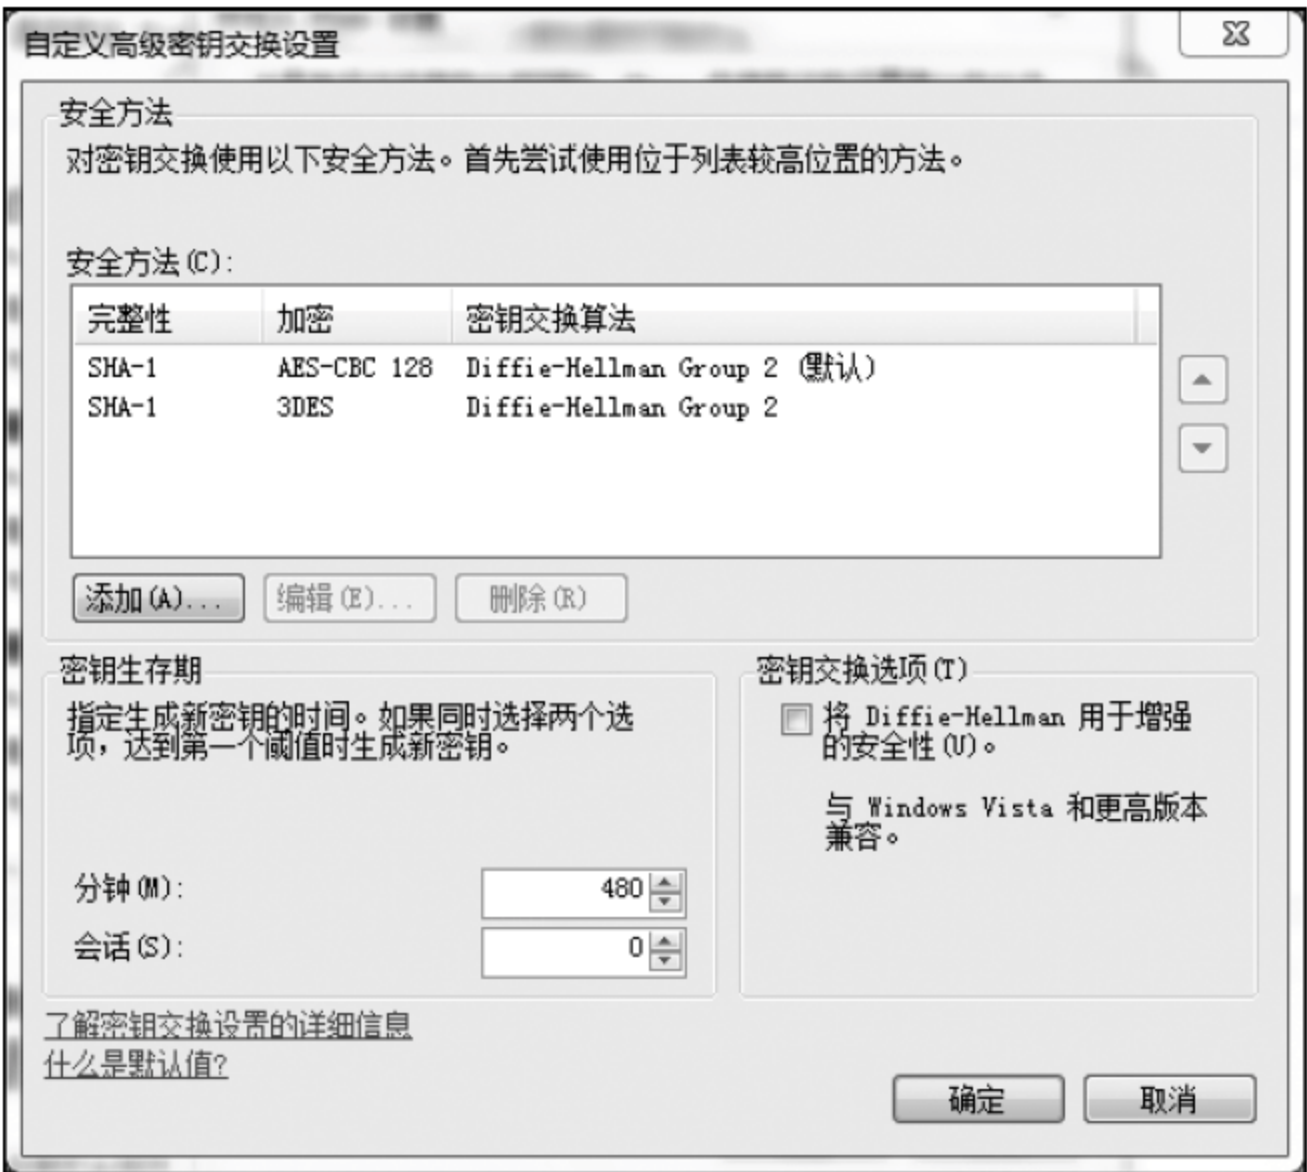 自定义高级密钥交换设置
安全方法
对密钥交换使用以下安全方法。首先尝试使用位于列表较高位置的方法。
安全方法(C):
完整性 加密 密钥交换算法
SHA-1 AES-CBC 128 Diffie-Hellman Group 2 (默认)
SHA-1 3DES Diffie-Hellman Group 2
添加(A)... 编辑(E)... 删除(R)
密钥生存期
指定生成新密钥的时间。如果同时选择两个选
项，达到第一个阈值时生成新密钥。
分钟(M): 480
会话(S): 0
密钥交换选项(T)
将 Diffie-Hellman 用于增强
的安全性(U)。
与 Windows Vista 和更高版本
兼容。
了解密钥交换设置的详细信息
什么是默认值?
确定 取消